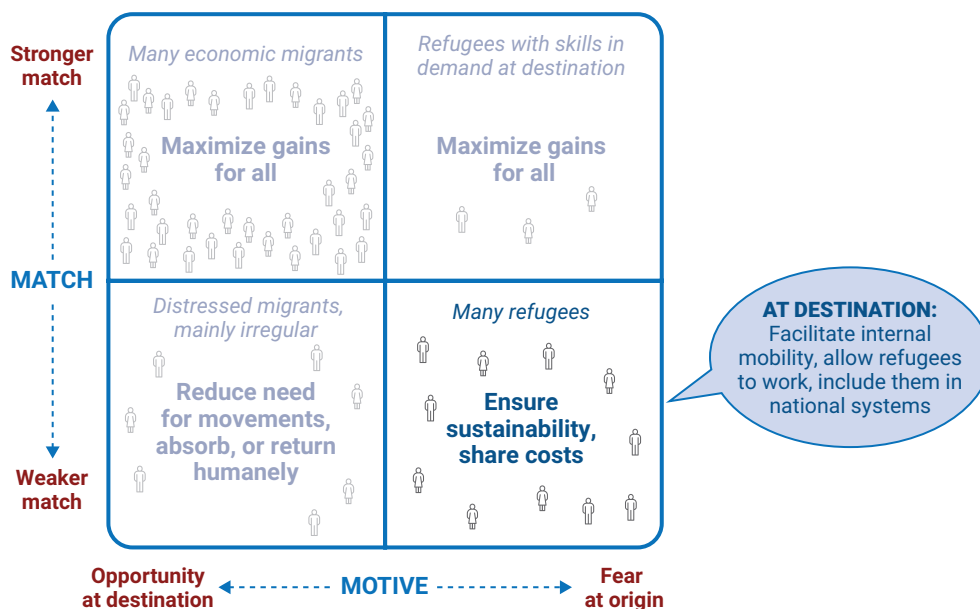 Stronger
match
Many economic migrants
Maximize gains
for all
Refugees with skills in
demand at destination
Maximize gains
for all
MATCH
Distressed migrants,
mainly irregular
Reduce need
for movements,
absorb, or return
humanely
Many refugees
Ensure
sustainability,
share costs
AT DESTINATION:
Facilitate internal
mobility, allow refugees
to work, include them in
national systems
Weaker
match
Opportunity
at destination
MOTIVE
Fear
at origin